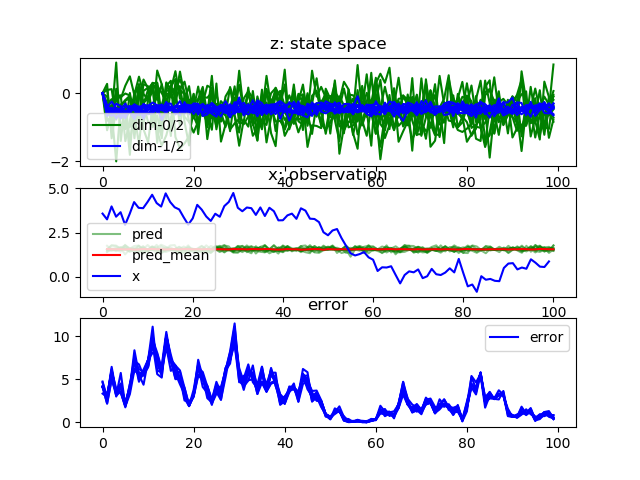 z: state space
0
−2
dim-0/2
dim-1/2
0 20 40 60 80 100
x: observation
5.0
2.5
0.0
pred
pred_mean
x
0 20 40 60 80 100
error
10
5
0
error
0 20 40 60 80 100